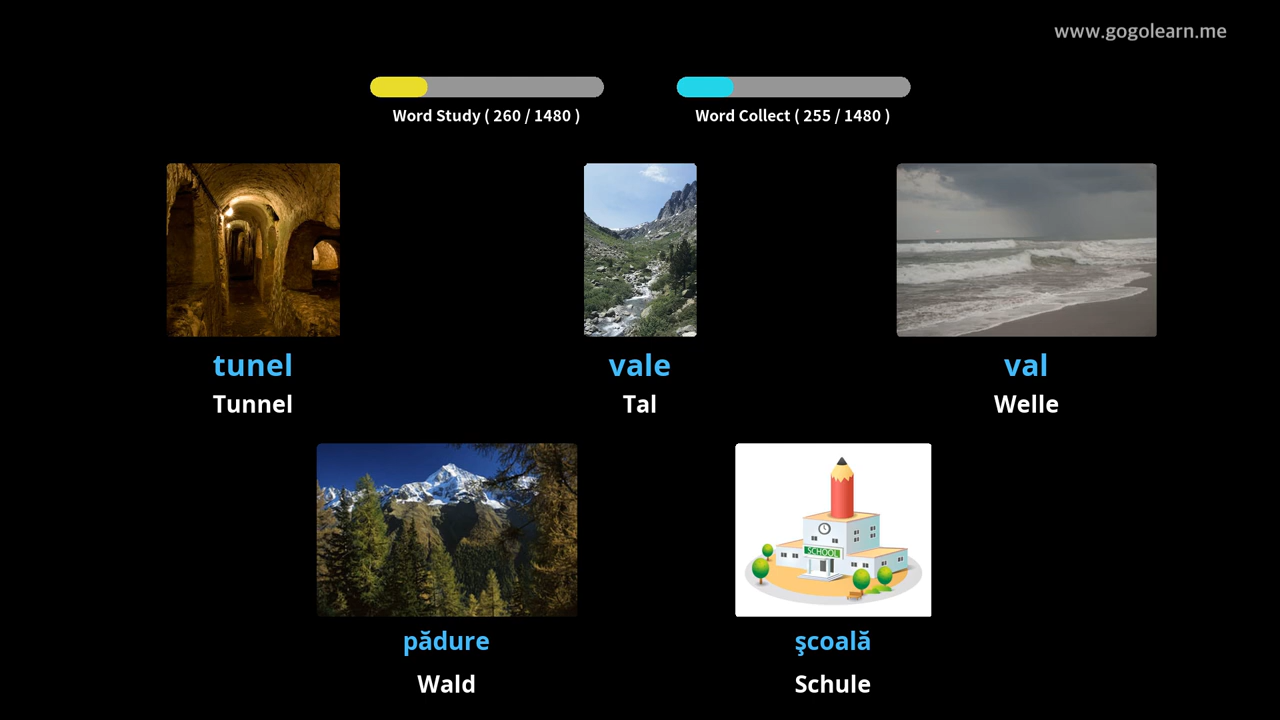 www.gogolearn.me
Word Study ( 260 / 1480 )
Word Collect ( 255 / 1480 )
tunel
Tunnel
vale
Tal
val
Welle
SCHOOL
pădure
Wald
şcoală
Schule